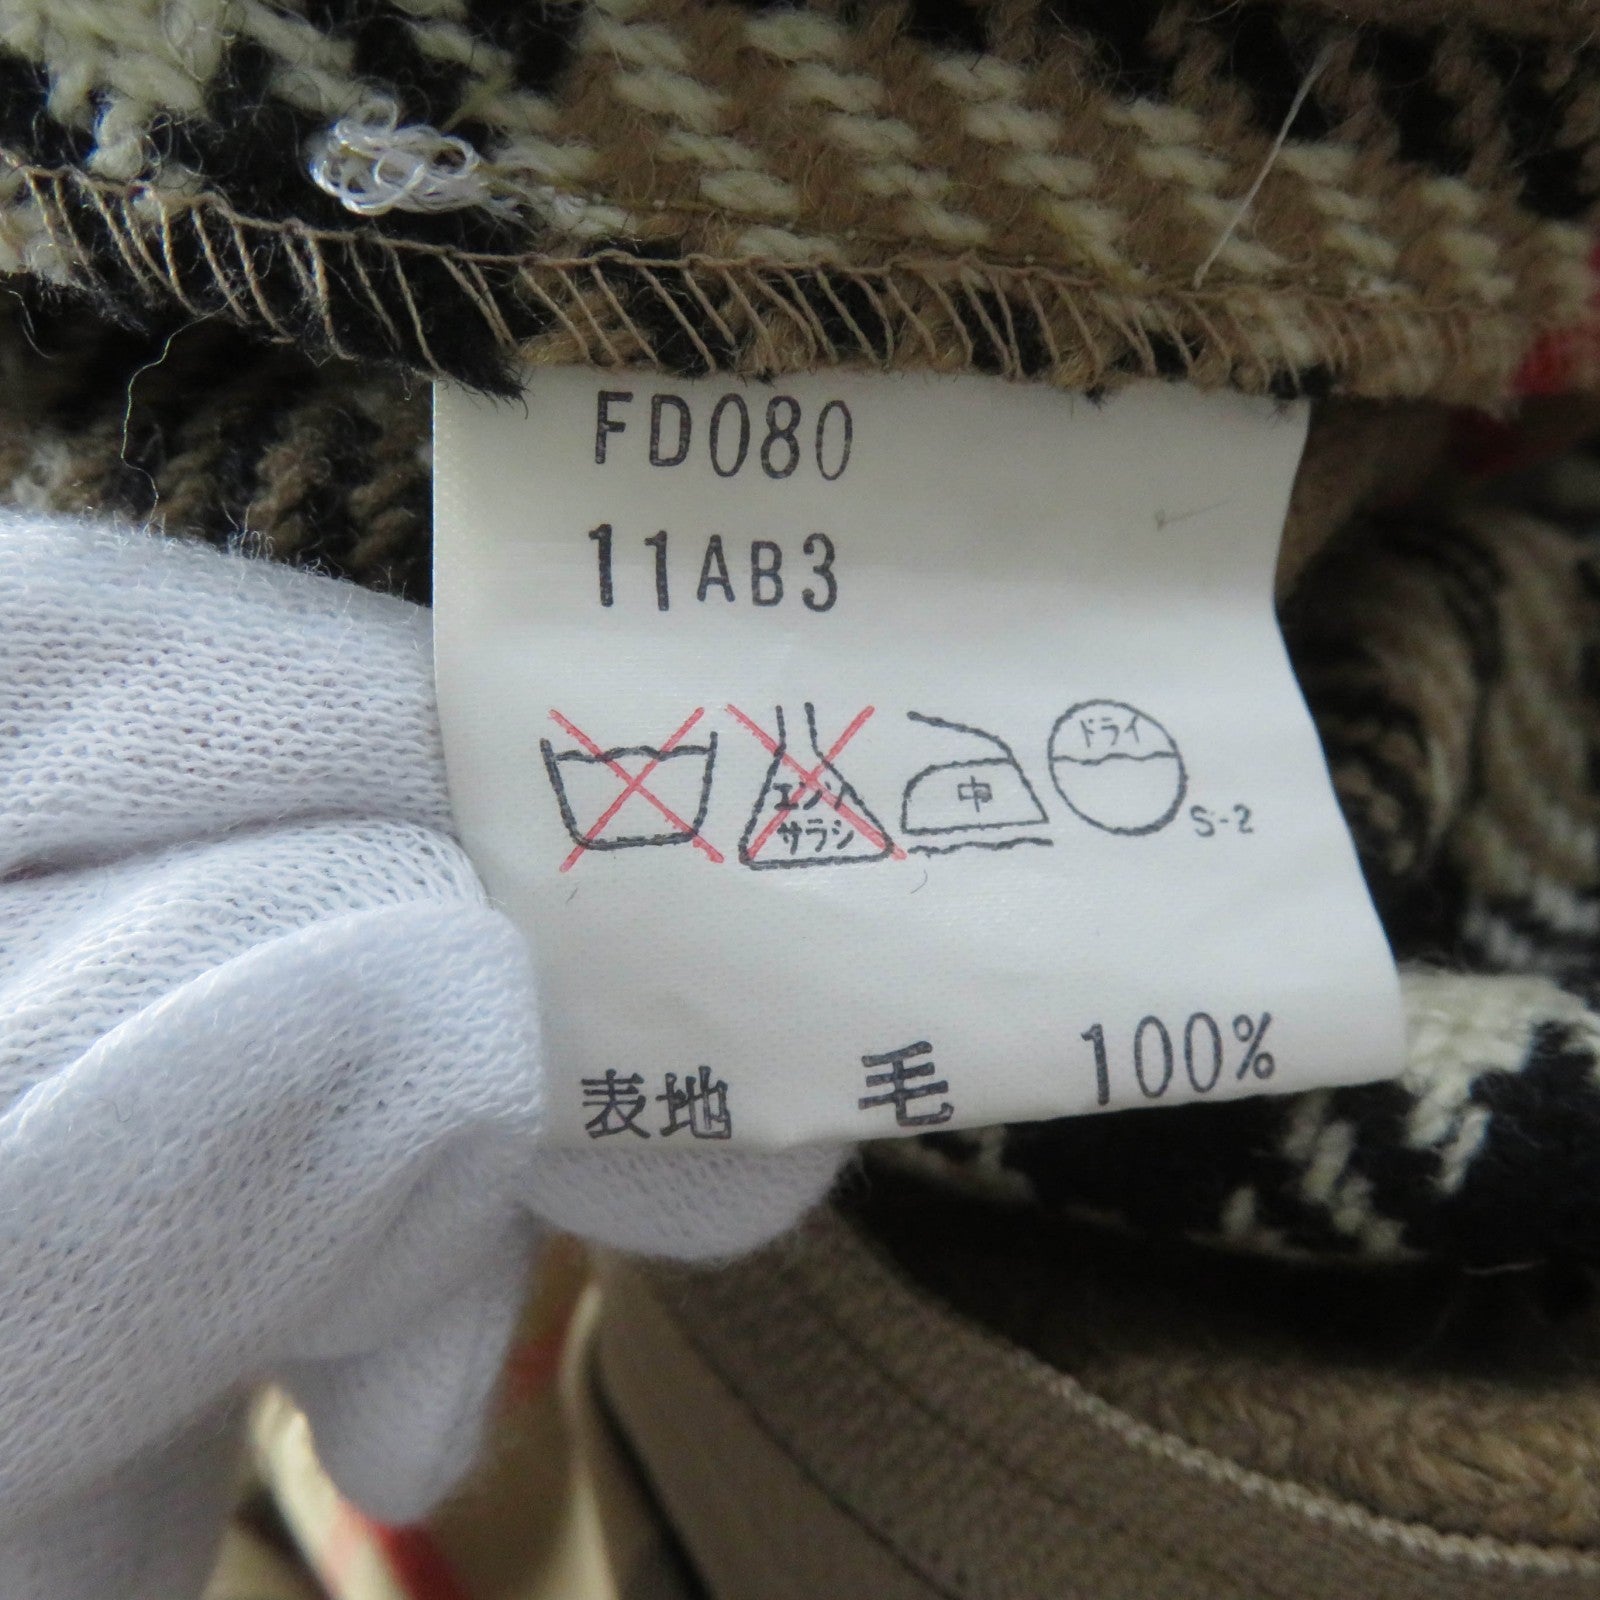 FD080
11AB3
エンソ
サラシ
中
ドライ
S-2
表地 毛 100%